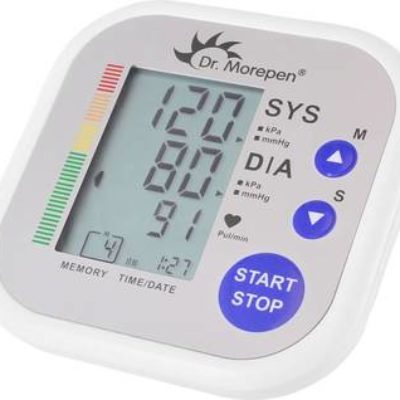 Dr. Morepen®
120 SYS
kPa
mmHg
M
80 DIA
kPa
mmHg
S
91
Pul/min
M
4
1:27
MEMORY TIME/DATE
START
STOP